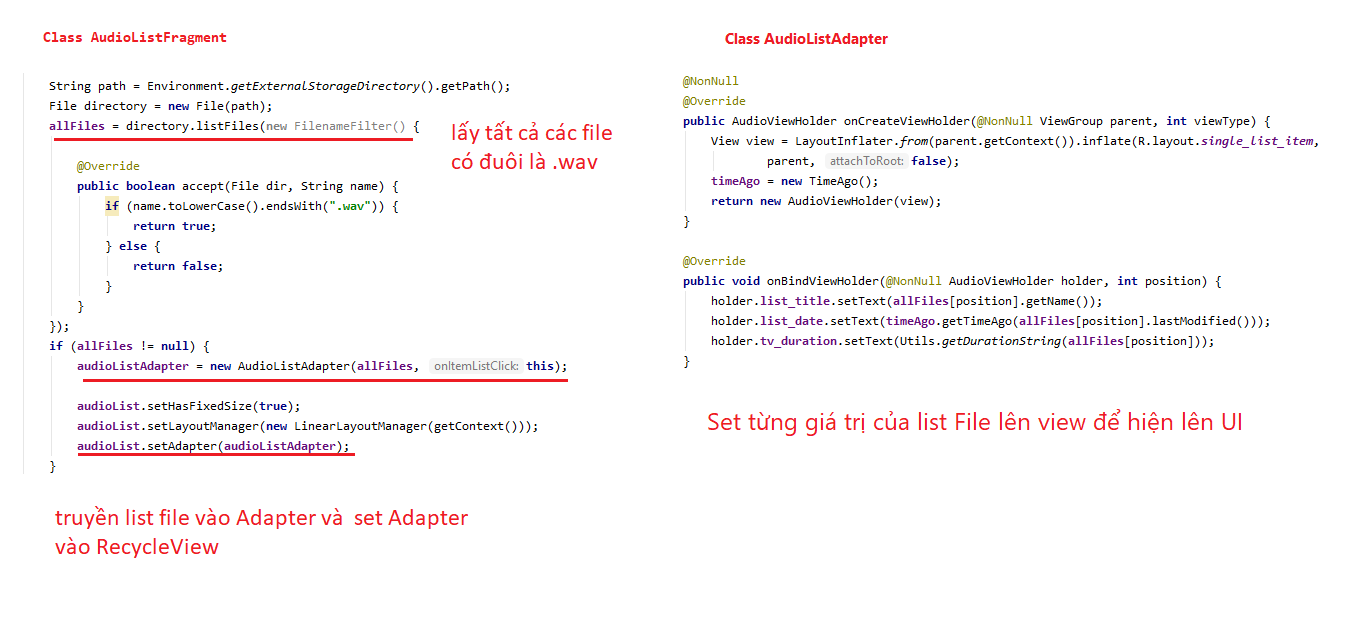 Class AudioListFragment
String path = Environment.getExternalStorageDirectory().getPath();
File directory = new File(path);
allFiles = directory.listFiles(new FilenameFilter() {
@Override
public boolean accept(File dir, String name) {
if (name.toLowerCase().endsWith(".wav")) {
return true;
} else {
return false;
}
}
});
if (allFiles != null) {
audioListAdapter = new AudioListAdapter(allFiles, onItemListClick: this);
audioList.setHasFixedSize(true);
audioList.setLayoutManager(new LinearLayoutManager(getContext()));
audioList.setAdapter(audioListAdapter);
}
lấy tất cả các file
có đuôi là .wav
truyền list file vào Adapter và set Adapter
vào RecycleView
Class AudioListAdapter
@NonNull
@Override
public AudioViewHolder onCreateViewHolder(@NonNull ViewGroup parent, int viewType) {
View view = LayoutInflater.from(parent.getContext()).inflate(R.layout.single_list_item,
parent, attachToRoot: false);
timeAgo = new TimeAgo();
return new AudioViewHolder(view);
}
@Override
public void onBindViewHolder(@NonNull AudioViewHolder holder, int position) {
holder.list_title.setText(allFiles[position].getName());
holder.list_date.setText(timeAgo.getTimeAgo(allFiles[position].lastModified()));
holder.tv_duration.setText(Utils.getDurationString(allFiles[position]));
}
Set từng giá trị của list File lên view để hiện lên UI